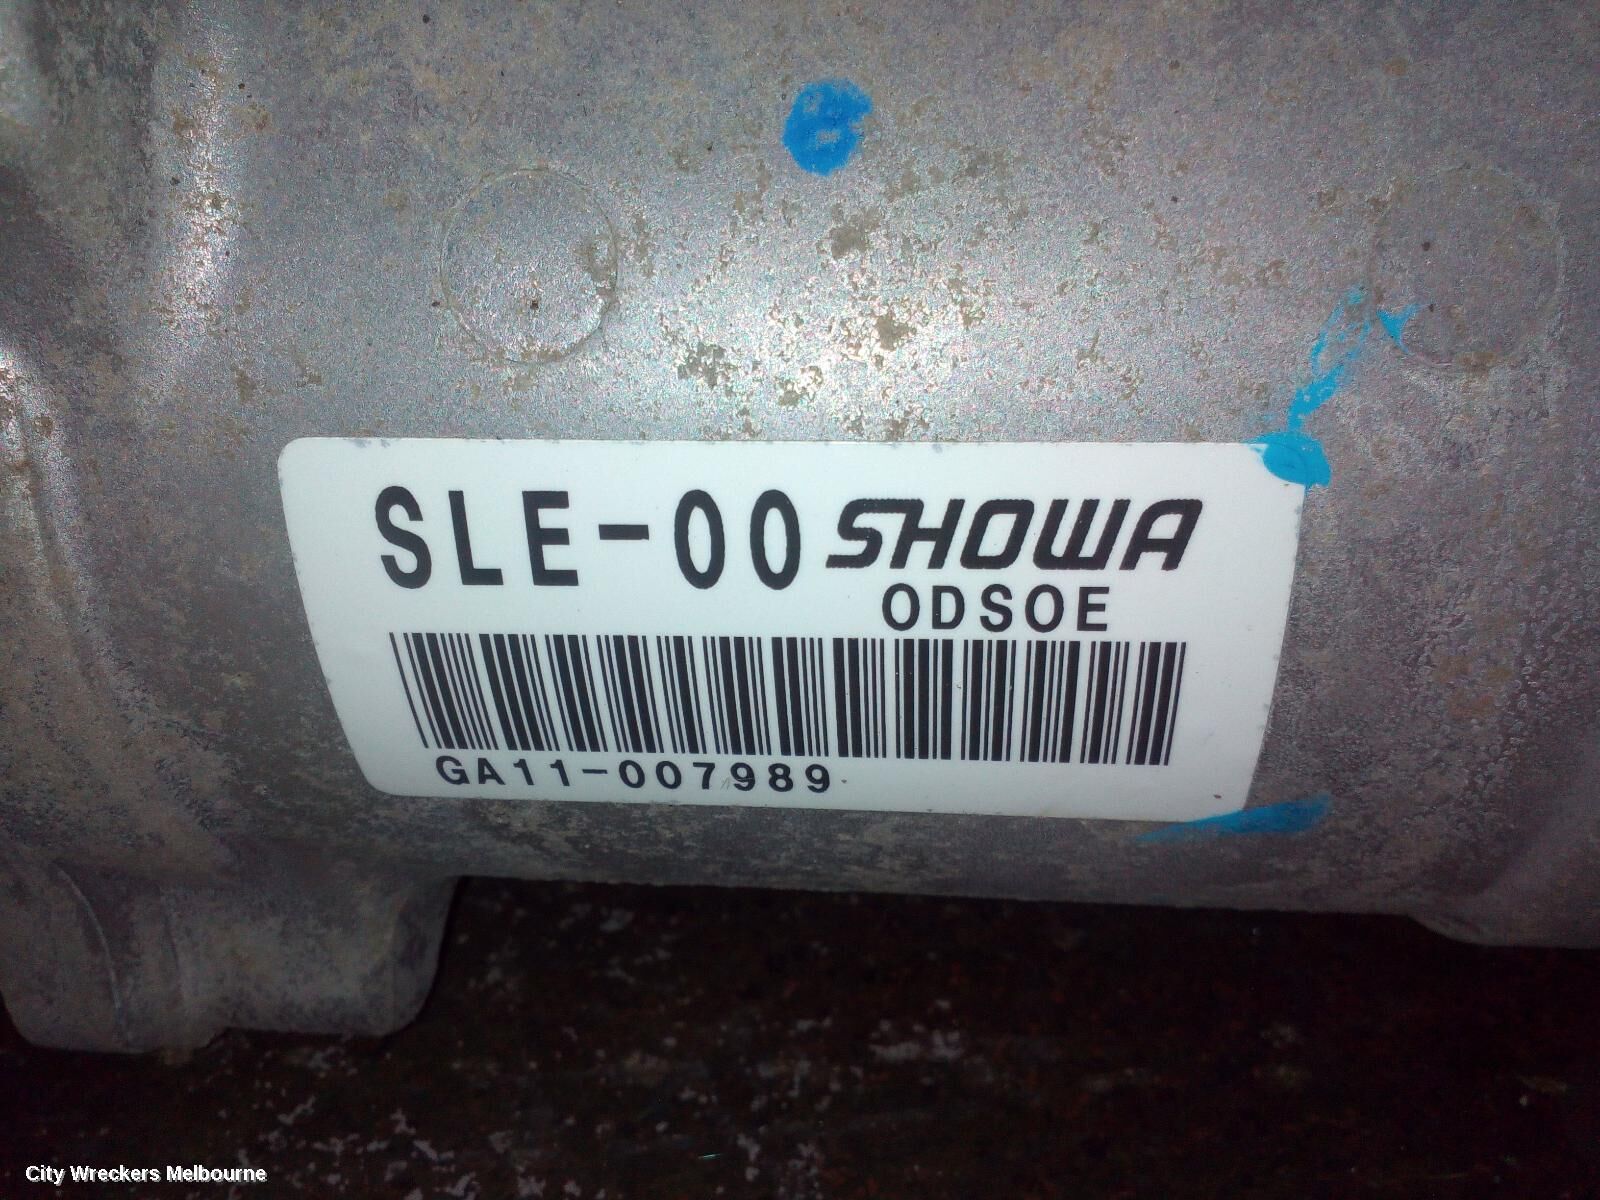 SLE-00 SHOWA
ODSOE
GA11-007989
City Wreckers Melbourne